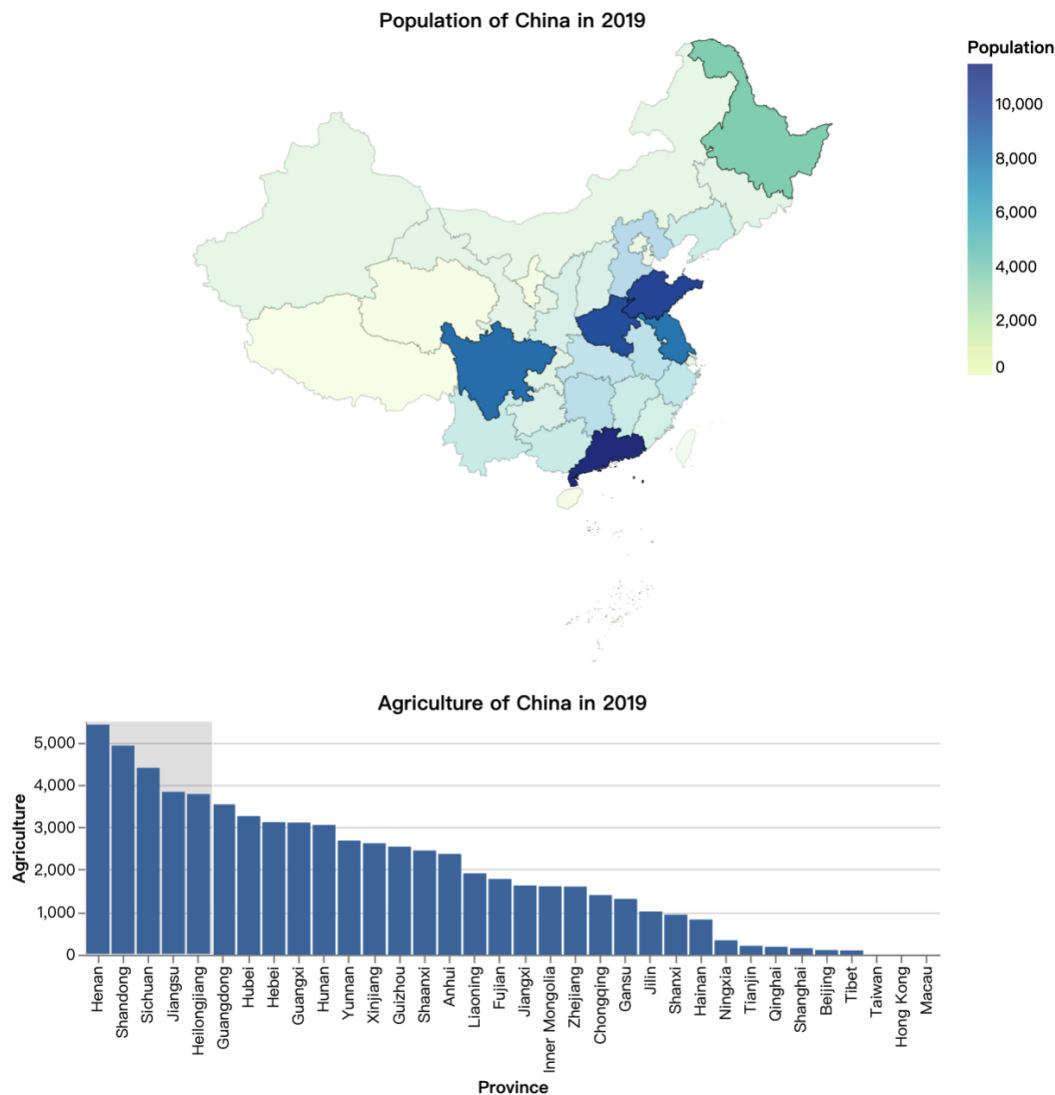 Population of China in 2019
Population
10,000
8,000
6,000
4,000
2,000
0
Agriculture of China in 2019
Agriculture
5,000
4,000
3,000
2,000
1,000
0
Henan
Shandong
Sichuan
Jiangsu
Heilongjiang
Guangdong
Hubei
Hebei
Guangxi
Hunan
Yunnan
Xinjiang
Guizhou
Shaanxi
Anhui
Liaoning
Fujian
Jiangxi
Inner Mongolia
Zhejiang
Chongqing
Gansu
Jilin
Shanxi
Hainan
Ningxia
Tianjin
Qinghai
Shanghai
Beijing
Tibet
Taiwan
Hong Kong
Macau
Province